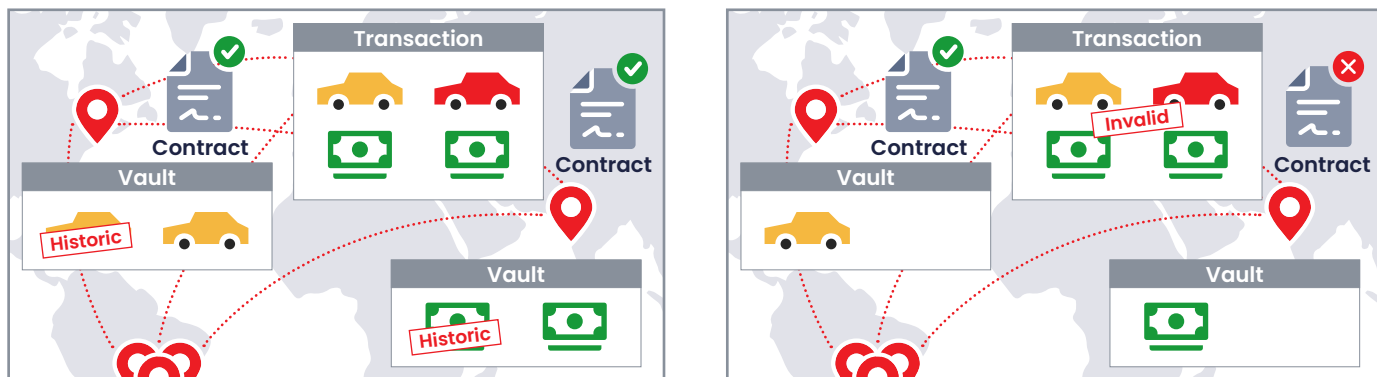 Transaction
Contract
Contract
Vault
Historic
Vault
Historic
Transaction
Invalid
Contract
Contract
Vault
Vault